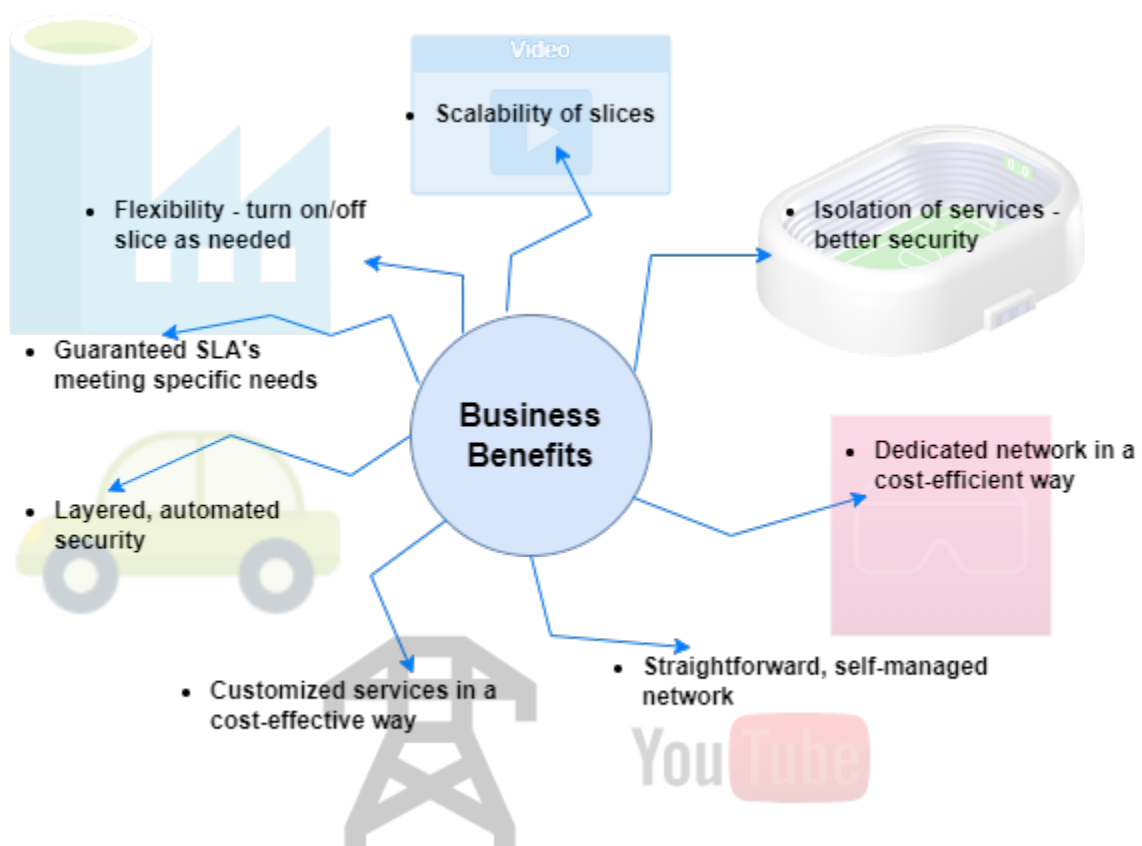 Video
• Scalability of slices
• Flexibility - turn on/off
slice as needed
• Isolation of services -
better security
• Guaranteed SLA's
meeting specific needs
Business
Benefits
• Dedicated network in a
cost-efficient way
• Layered, automated
security
• Straightforward, self-managed
network
• Customized services in a
cost-effective way
YouTube